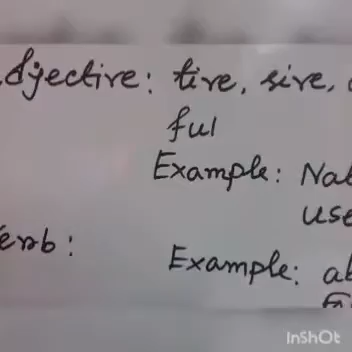 djective: tive, sive,
ful
Example: Nat
use
erb:
Example: ab
InShOt